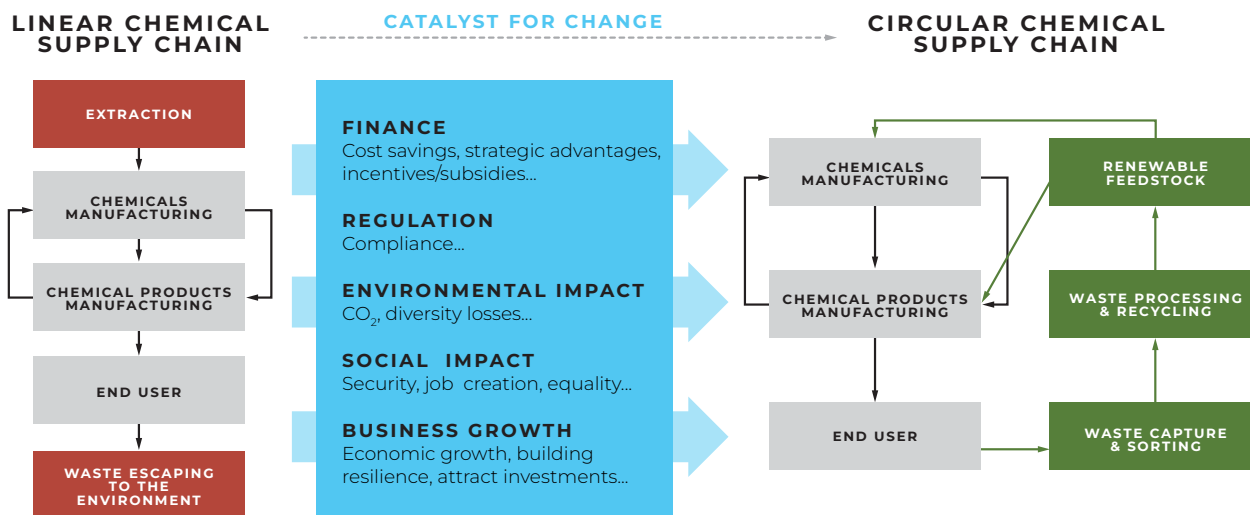 LINEAR CHEMICAL
SUPPLY CHAIN
CATALYST FOR CHANGE
CIRCULAR CHEMICAL
SUPPLY CHAIN
EXTRACTION
CHEMICALS
MANUFACTURING
CHEMICAL PRODUCTS
MANUFACTURING
END USER
WASTE ESCAPING
TO THE
ENVIRONMENT
FINANCE
Cost savings, strategic advantages,
incentives/subsidies...
REGULATION
Compliance...
ENVIRONMENTAL IMPACT
CO₂, diversity losses...
SOCIAL IMPACT
Security, job creation, equality...
BUSINESS GROWTH
Economic growth, building
resilience, attract investments...
CHEMICALS
MANUFACTURING
CHEMICAL PRODUCTS
MANUFACTURING
END USER
RENEWABLE
FEEDSTOCK
WASTE PROCESSING
& RECYCLING
WASTE CAPTURE
& SORTING